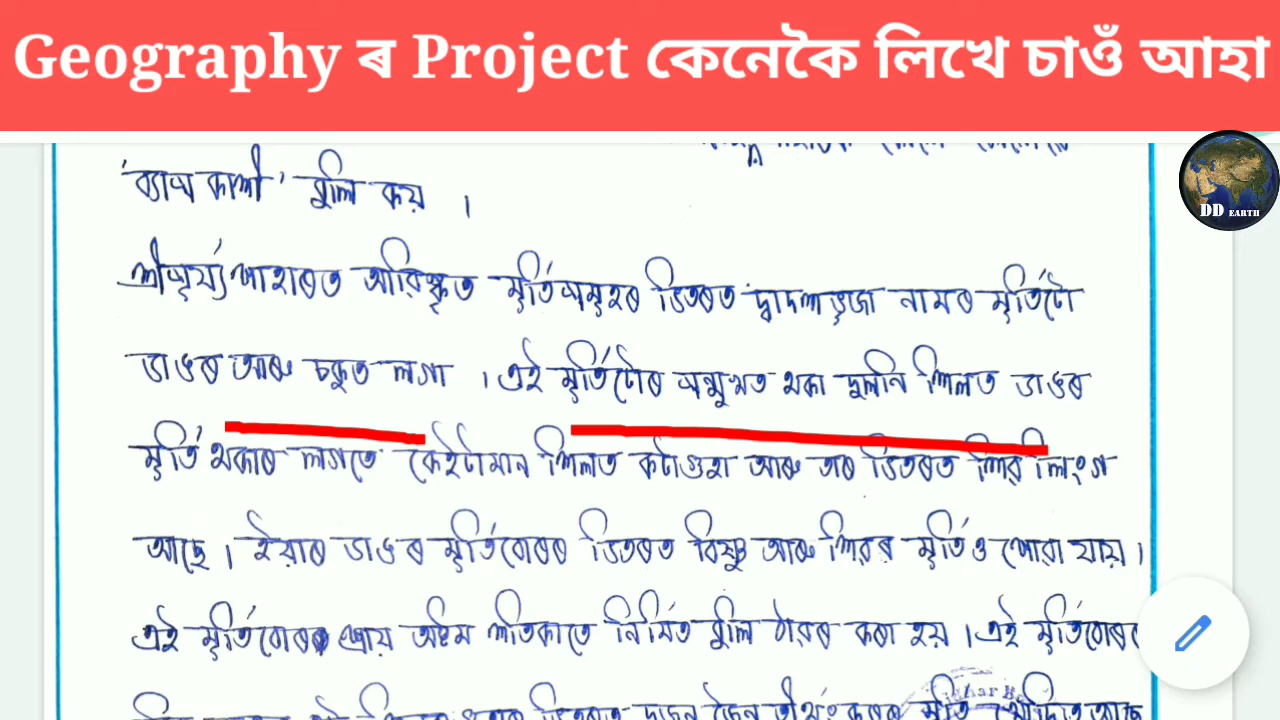 Geography ৰ Project কেনেকৈ লিখে চাওঁ আহা
DD EARTH
বুলি কয় ।
শ্ৰীসূৰ্য্য পাহাৰত আৱিস্কৃত মূৰ্তিসমূহৰ ভিতৰত দ্বাদশভূজা নামৰ মূৰ্তিটো
ডাঙৰ আৰু চকুত লগা । এই মূৰ্তিটোৰ সন্মুখত থকা দুখনি শিলত ডাঙৰ
মূৰ্তি থকাৰ লগতে কেইটামান শিলত কটা গুহা আৰু তাৰ ভিতৰত শিৱ লিংগ
আছে । ইয়াৰ ডাঙৰ মূৰ্তিবোৰৰ ভিতৰত বিষ্ণু আৰু শিৱৰ মূৰ্তিও পোৱা যায় ।
এই মূৰ্তিবোৰ প্ৰায় অষ্টম শতিকাতে নিৰ্মিত বুলি ঠাৱৰ কৰা হয় । এই মূৰ্তিবোৰৰ